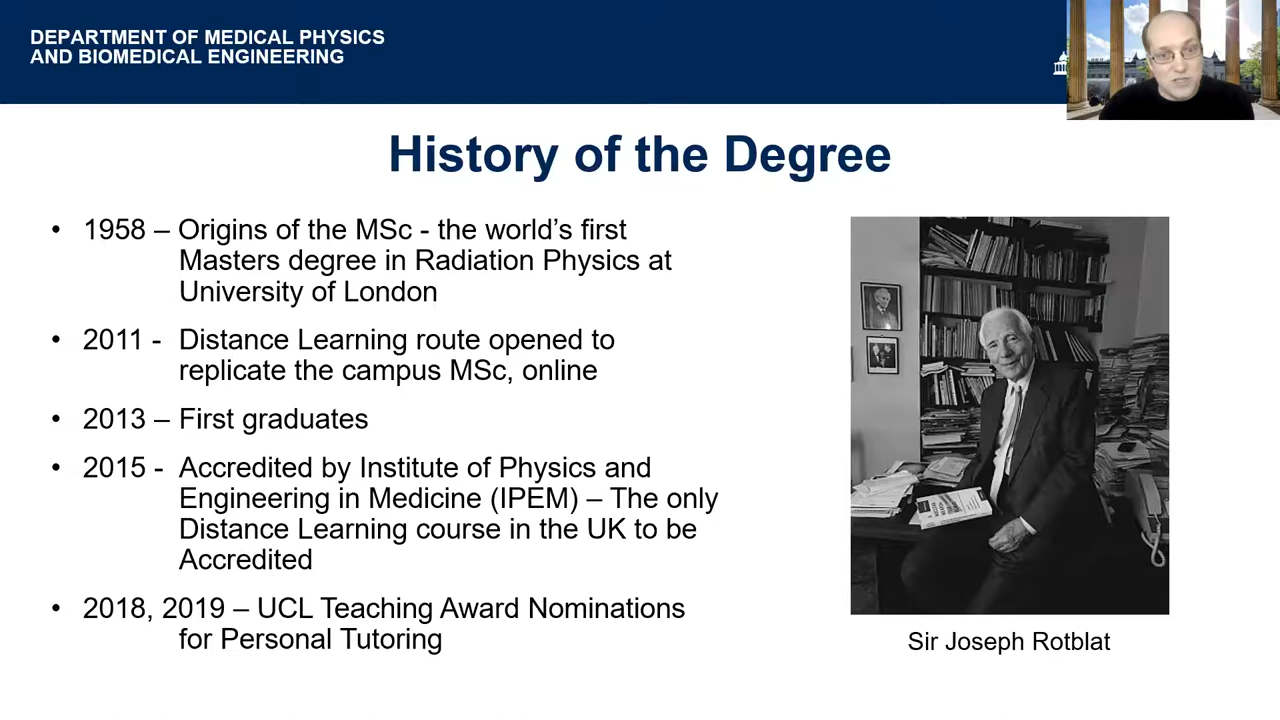 DEPARTMENT OF MEDICAL PHYSICS
AND BIOMEDICAL ENGINEERING
History of the Degree
• 1958 – Origins of the MSc - the world's first
Masters degree in Radiation Physics at
University of London
• 2011 - Distance Learning route opened to
replicate the campus MSc, online
• 2013 – First graduates
• 2015 - Accredited by Institute of Physics and
Engineering in Medicine (IPEM) – The only
Distance Learning course in the UK to be
Accredited
• 2018, 2019 – UCL Teaching Award Nominations
for Personal Tutoring
Sir Joseph Rotblat